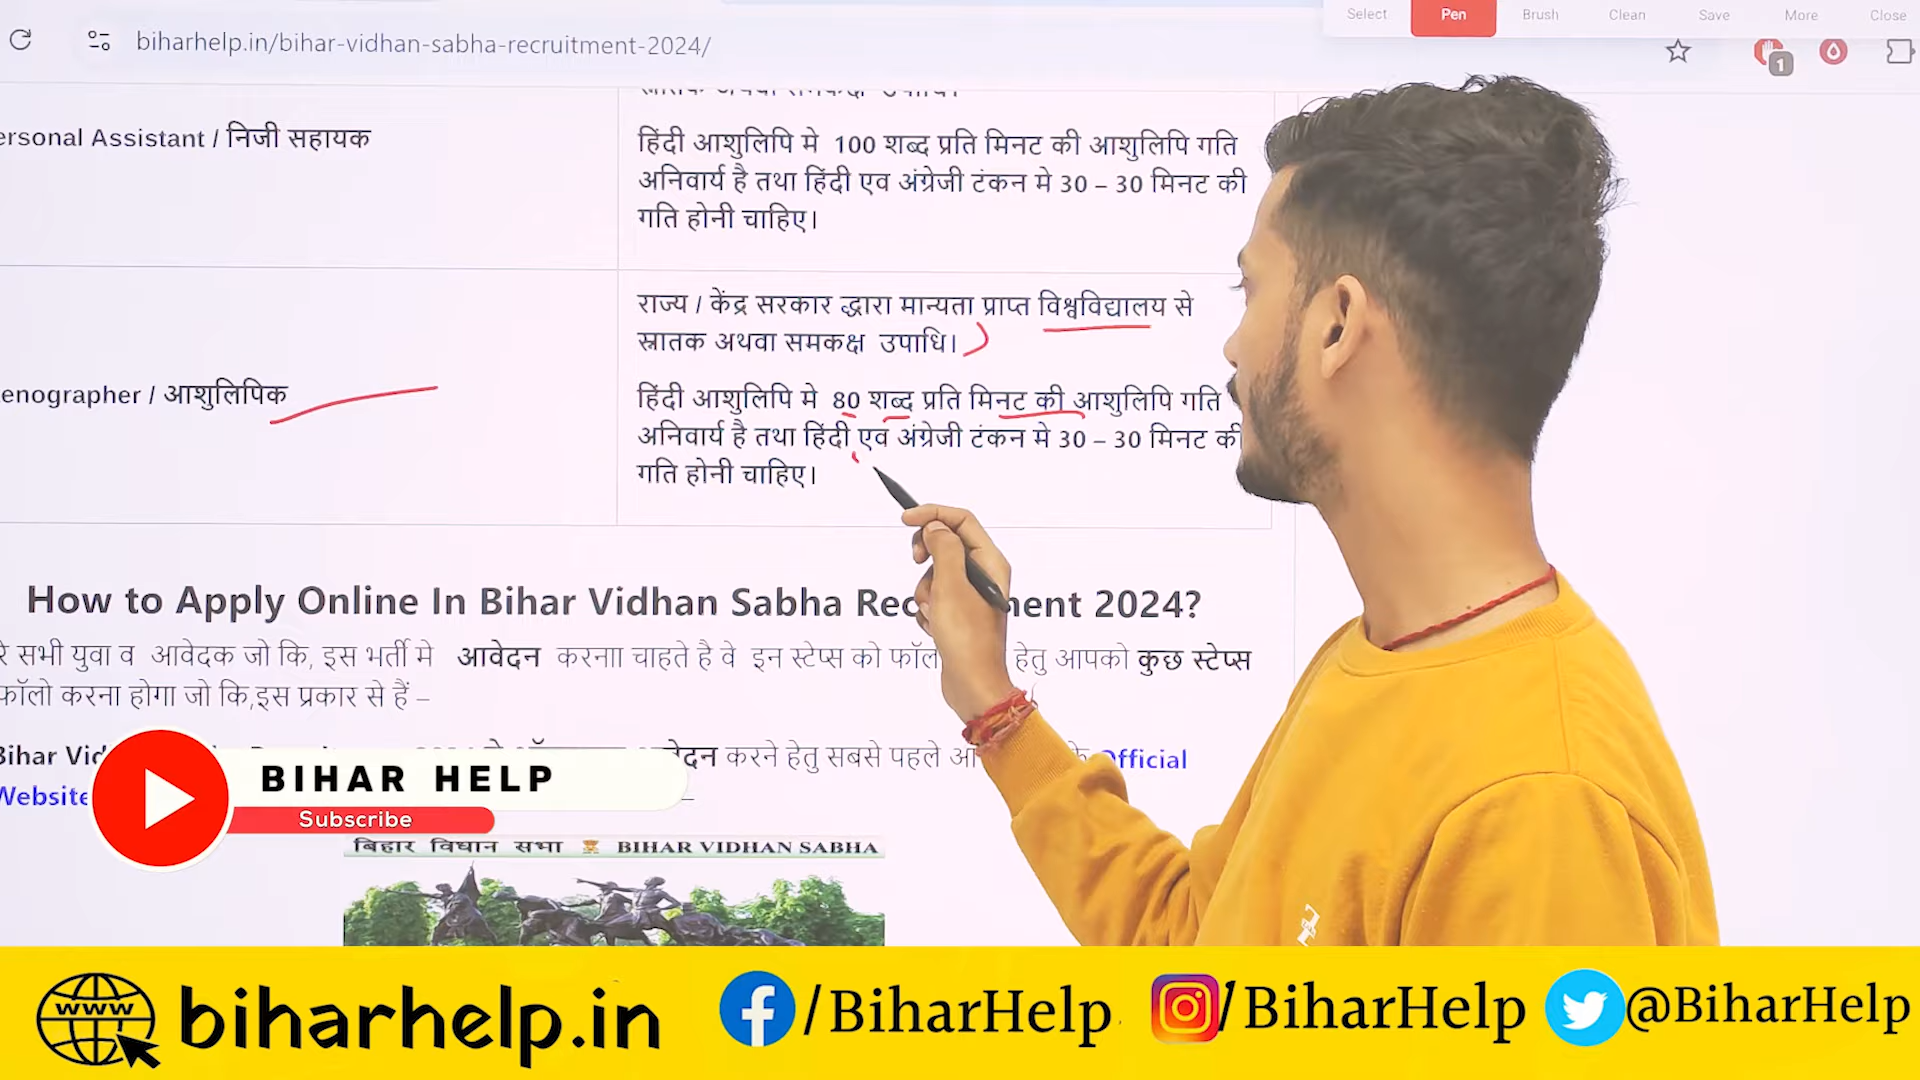 Select Pen Brush Clean Save More Close
biharhelp.in/bihar-vidhan-sabha-recruitment-2024/
1
ersonal Assistant / निजी सहायक
हिंदी आशुलिपि मे 100 शब्द प्रति मिनट की आशुलिपि गति
अनिवार्य है तथा हिंदी एव अंग्रेजी टंकन मे 30 – 30 मिनट की
गति होनी चाहिए।
राज्य / केंद्र सरकार द्धारा मान्यता प्राप्त विश्वविद्यालय से
स्नातक अथवा समकक्ष उपाधि।
enographer / आशुलिपिक
हिंदी आशुलिपि मे 80 शब्द प्रति मिनट की आशुलिपि गति
अनिवार्य है तथा हिंदी एव अंग्रेजी टंकन मे 30 – 30 मिनट की
गति होनी चाहिए।
How to Apply Online In Bihar Vidhan Sabha Rec ment 2024?
रे सभी युवा व आवेदक जो कि, इस भर्ती मे आवेदन करनाा चाहते है वे इन स्टेप्स को फॉल हेतु आपको कुछ स्टेप्स
फॉलो करना होगा जो कि,इस प्रकार से हैं –
Bihar Vid करने हेतु सबसे पहले आ Official
Website
BIHAR HELP
Subscribe
बिहार विधान सभा BIHAR VIDHAN SABHA
www biharhelp.in /BiharHelp /BiharHelp @BiharHelp